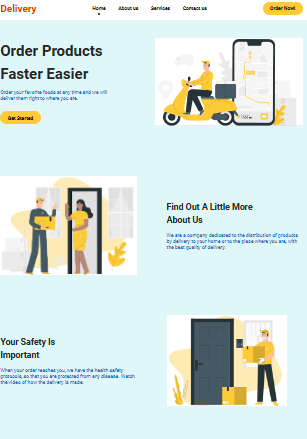 Delivery
Home About us Services Contact us
Order Now!
Order Products
Faster Easier
Order your favorite foods at any time and we will
deliver them right to where you are.
Get Started
Find Out A Little More
About Us
We are a company dedicated to the distribution of products
by delivery to your home or to the place where you are, with
the best quality of delivery.
Your Safety Is
Important
When your order reaches you, we have the health safety
protocols, so that you are protected from any disease. Watch
the video of how the delivery is made.